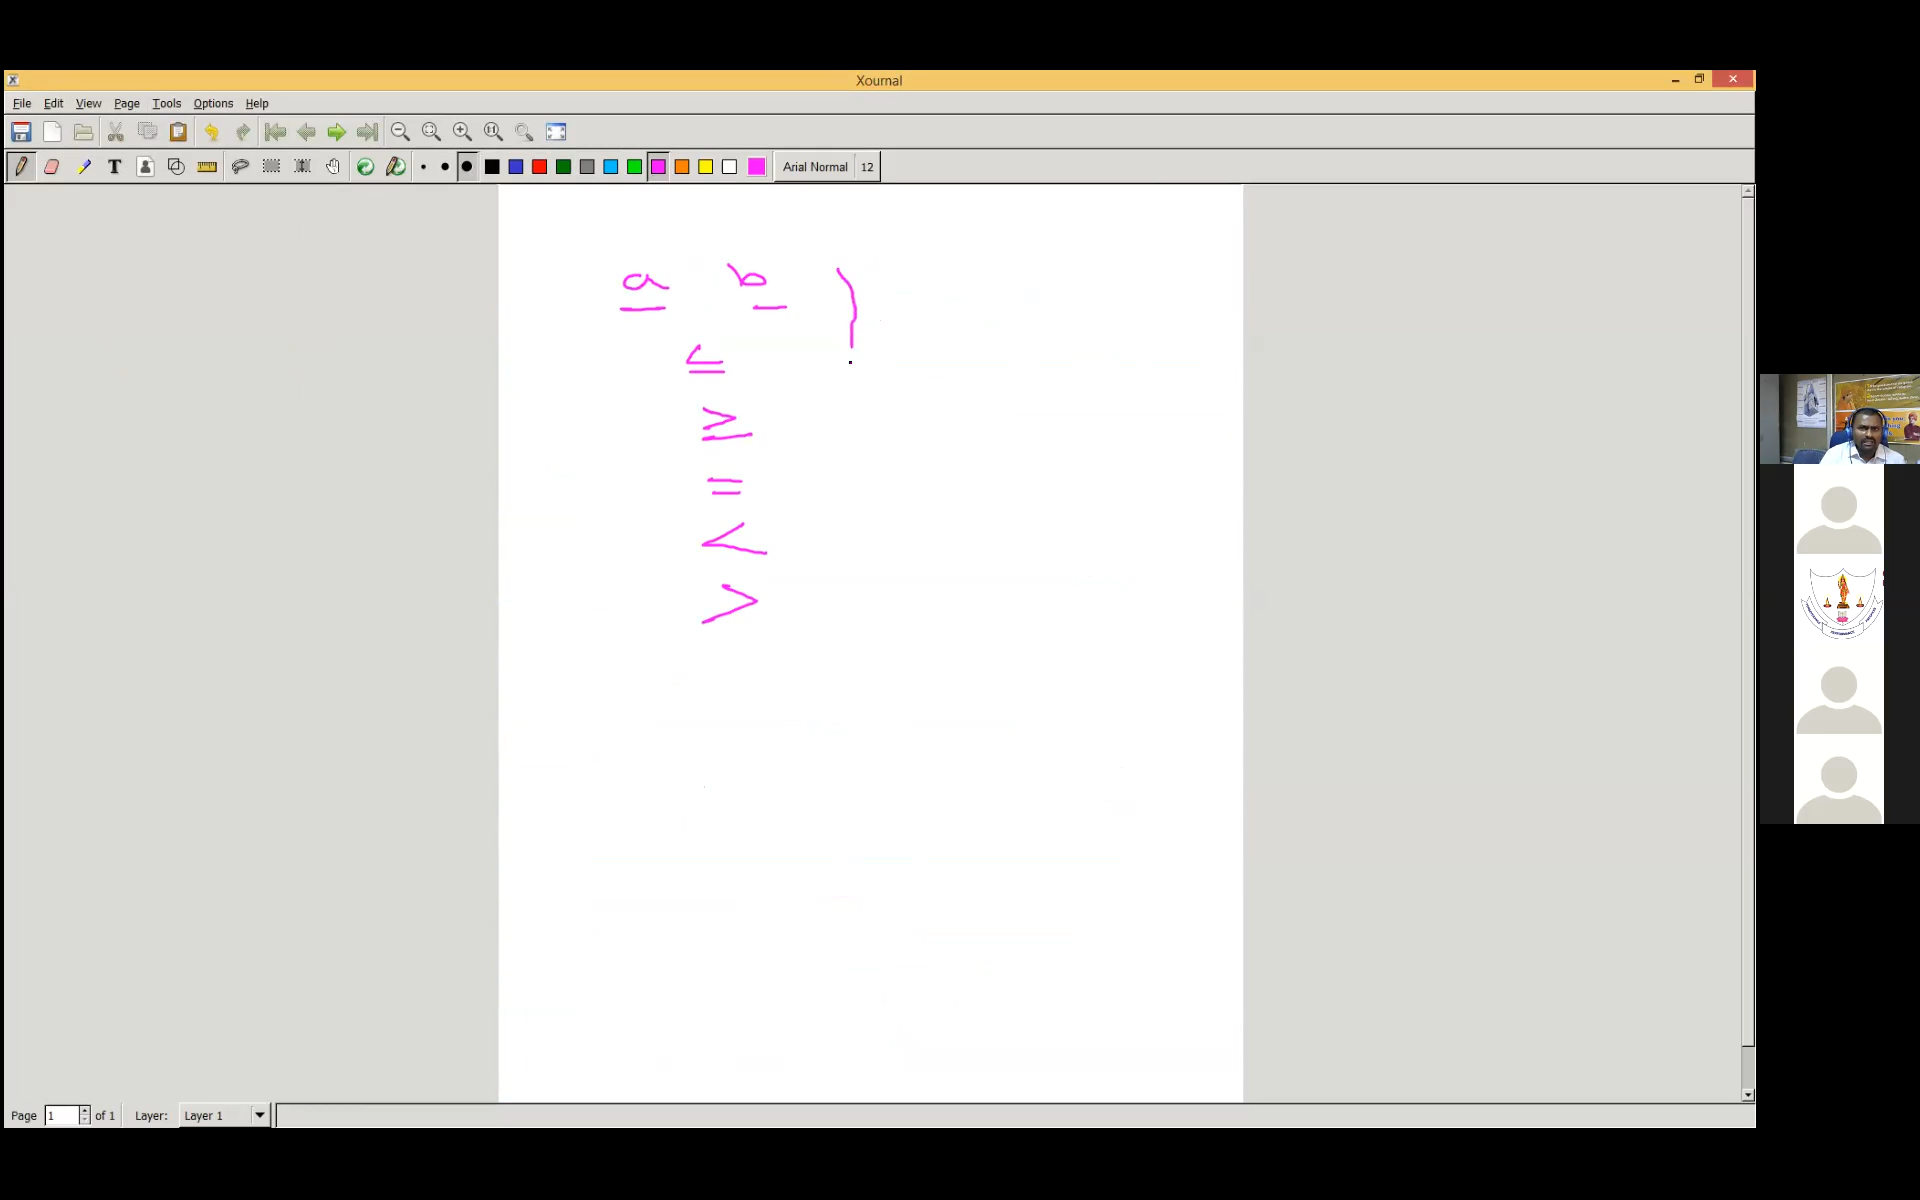 Xournal
File Edit View Page Tools Options Help
T Arial Normal 12
a b }
≤
≥
=
<
>
Page 1 of 1 Layer: Layer 1